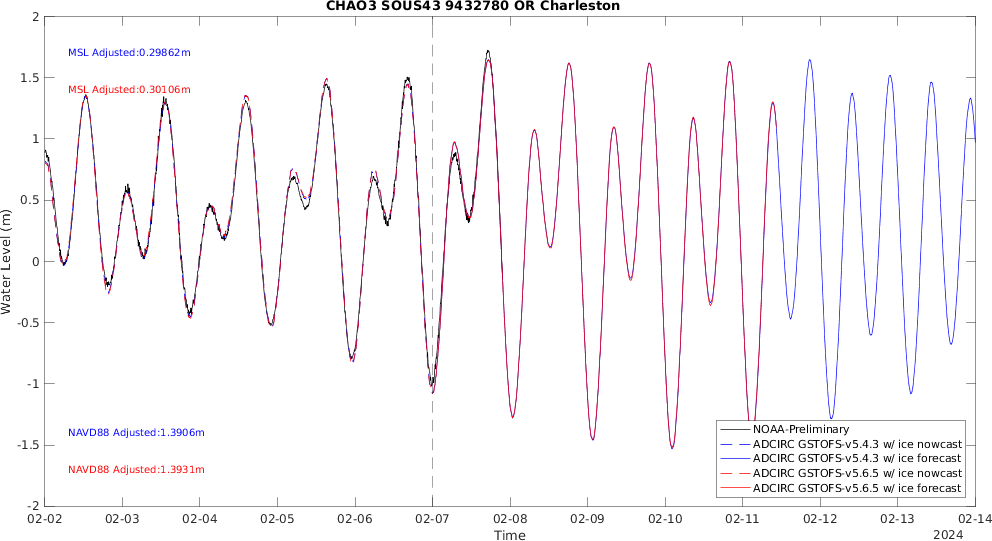 CHAO3 SOUS43 9432780 OR Charleston
MSL Adjusted:0.29862m
MSL Adjusted:0.30106m
NAVD88 Adjusted:1.3906m
NAVD88 Adjusted:1.3931m
Water Level (m)
2
1.5
1
0.5
0
-0.5
-1
-1.5
-2
NOAA-Preliminary
ADCIRC GSTOFS-v5.4.3 w/ ice nowcast
ADCIRC GSTOFS-v5.4.3 w/ ice forecast
ADCIRC GSTOFS-v5.6.5 w/ ice nowcast
ADCIRC GSTOFS-v5.6.5 w/ ice forecast
02-02 02-03 02-04 02-05 02-06 02-07 02-08 02-09 02-10 02-11 02-12 02-13 02-14
Time
2024